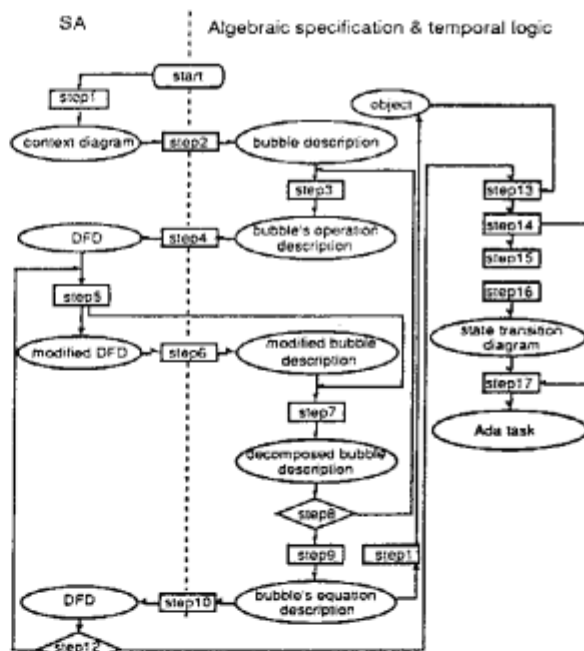 SA
Algebraic specification & temporal logic
start
step1
object
context diagram
step2
bubble description
step3
step13
DFD
step4
bubble's operation
description
step14
step15
step5
step16
modified DFD
step6
modified bubble
description
state transition
diagram
step7
step17
decomposed bubble
description
Ada task
step8
step9
step1
DFD
step10
bubble's equation
description
step12